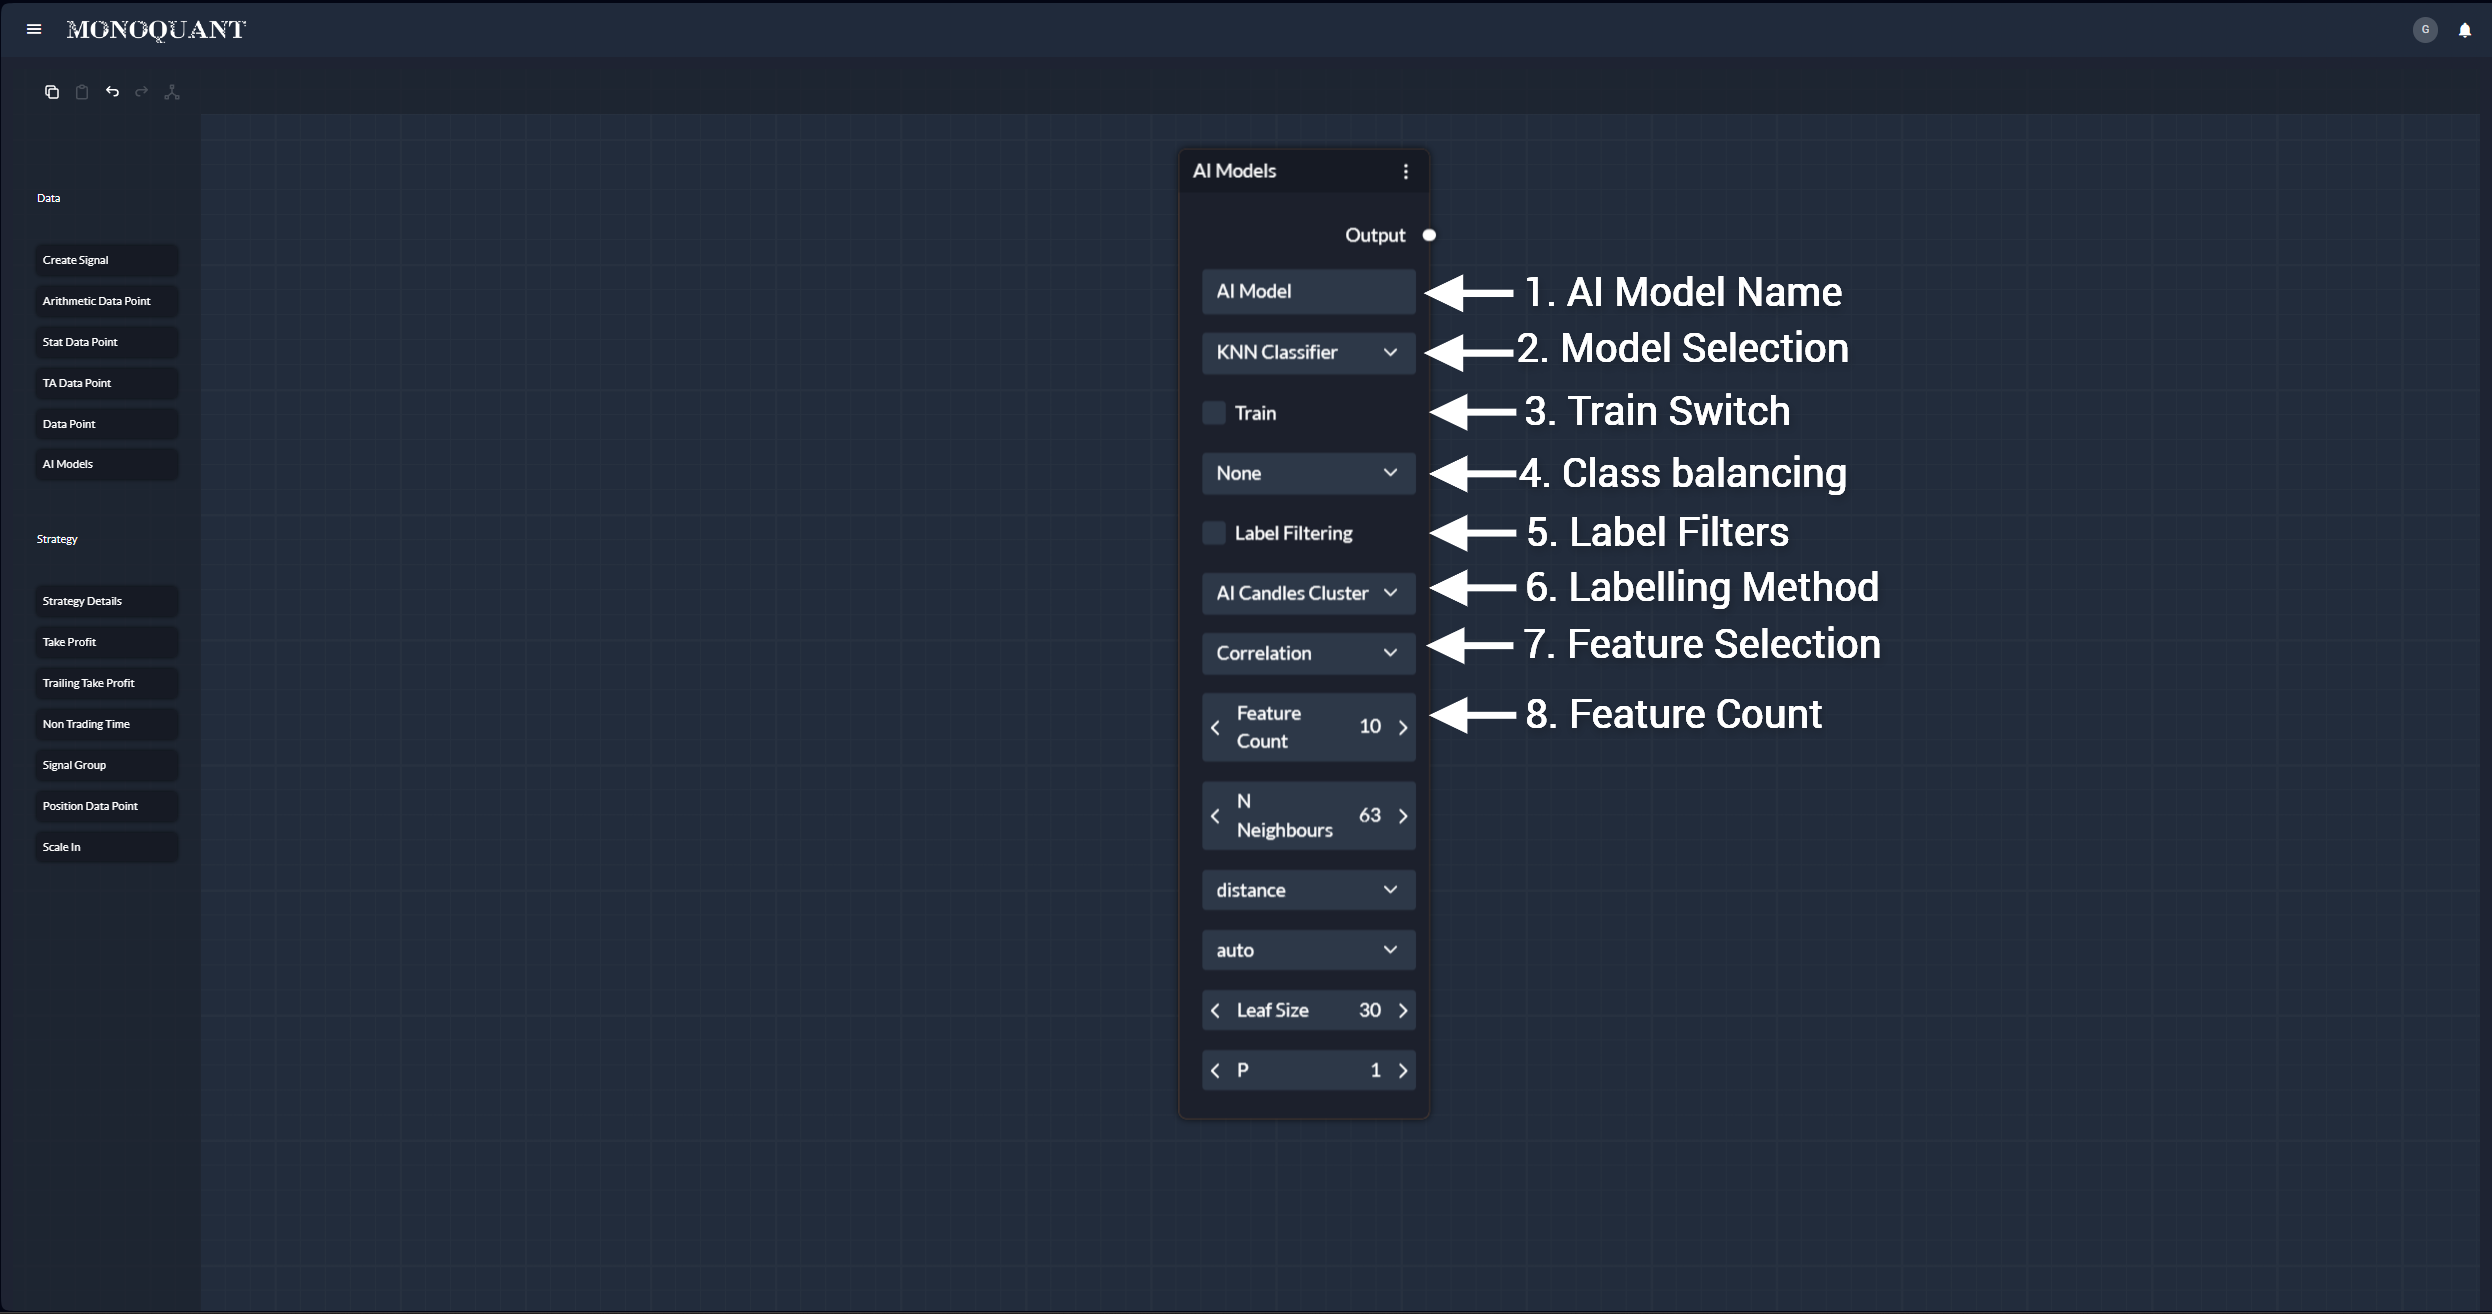 MONOQUANT
G
Data
Create Signal
Arithmetic Data Point
Stat Data Point
TA Data Point
Data Point
AI Models
Strategy
Strategy Details
Take Profit
Trailing Take Profit
Non Trading Time
Signal Group
Position Data Point
Scale In
AI Models
Output
AI Model
1. AI Model Name
KNN Classifier
2. Model Selection
Train
3. Train Switch
None
4. Class balancing
Label Filtering
5. Label Filters
AI Candles Cluster
6. Labelling Method
Correlation
7. Feature Selection
Feature
Count
10
8. Feature Count
N
Neighbours
63
distance
auto
Leaf Size 30
P 1